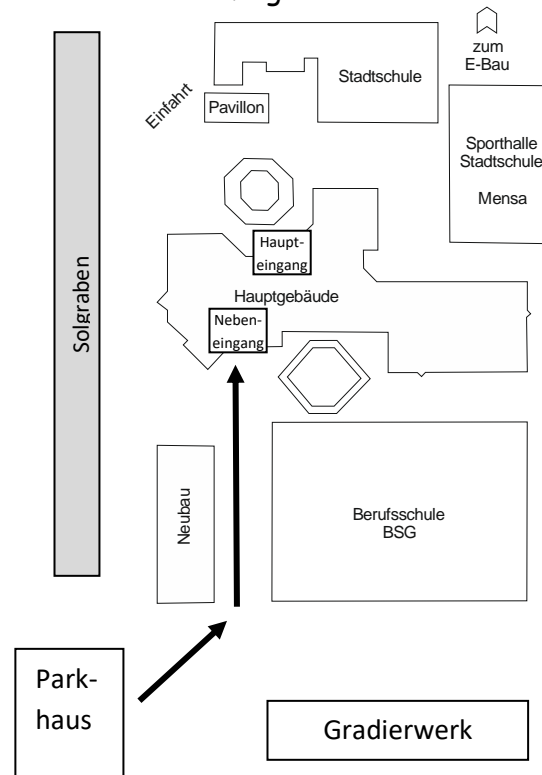 zum
E-Bau
Stadtschule
Einfahrt
Pavillon
Sporthalle
Stadtschule
Mensa
Haupt-
eingang
Hauptgebäude
Solgraben
Neben-
eingang
Neubau
Berufsschule
BSG
Park-
haus
Gradierwerk